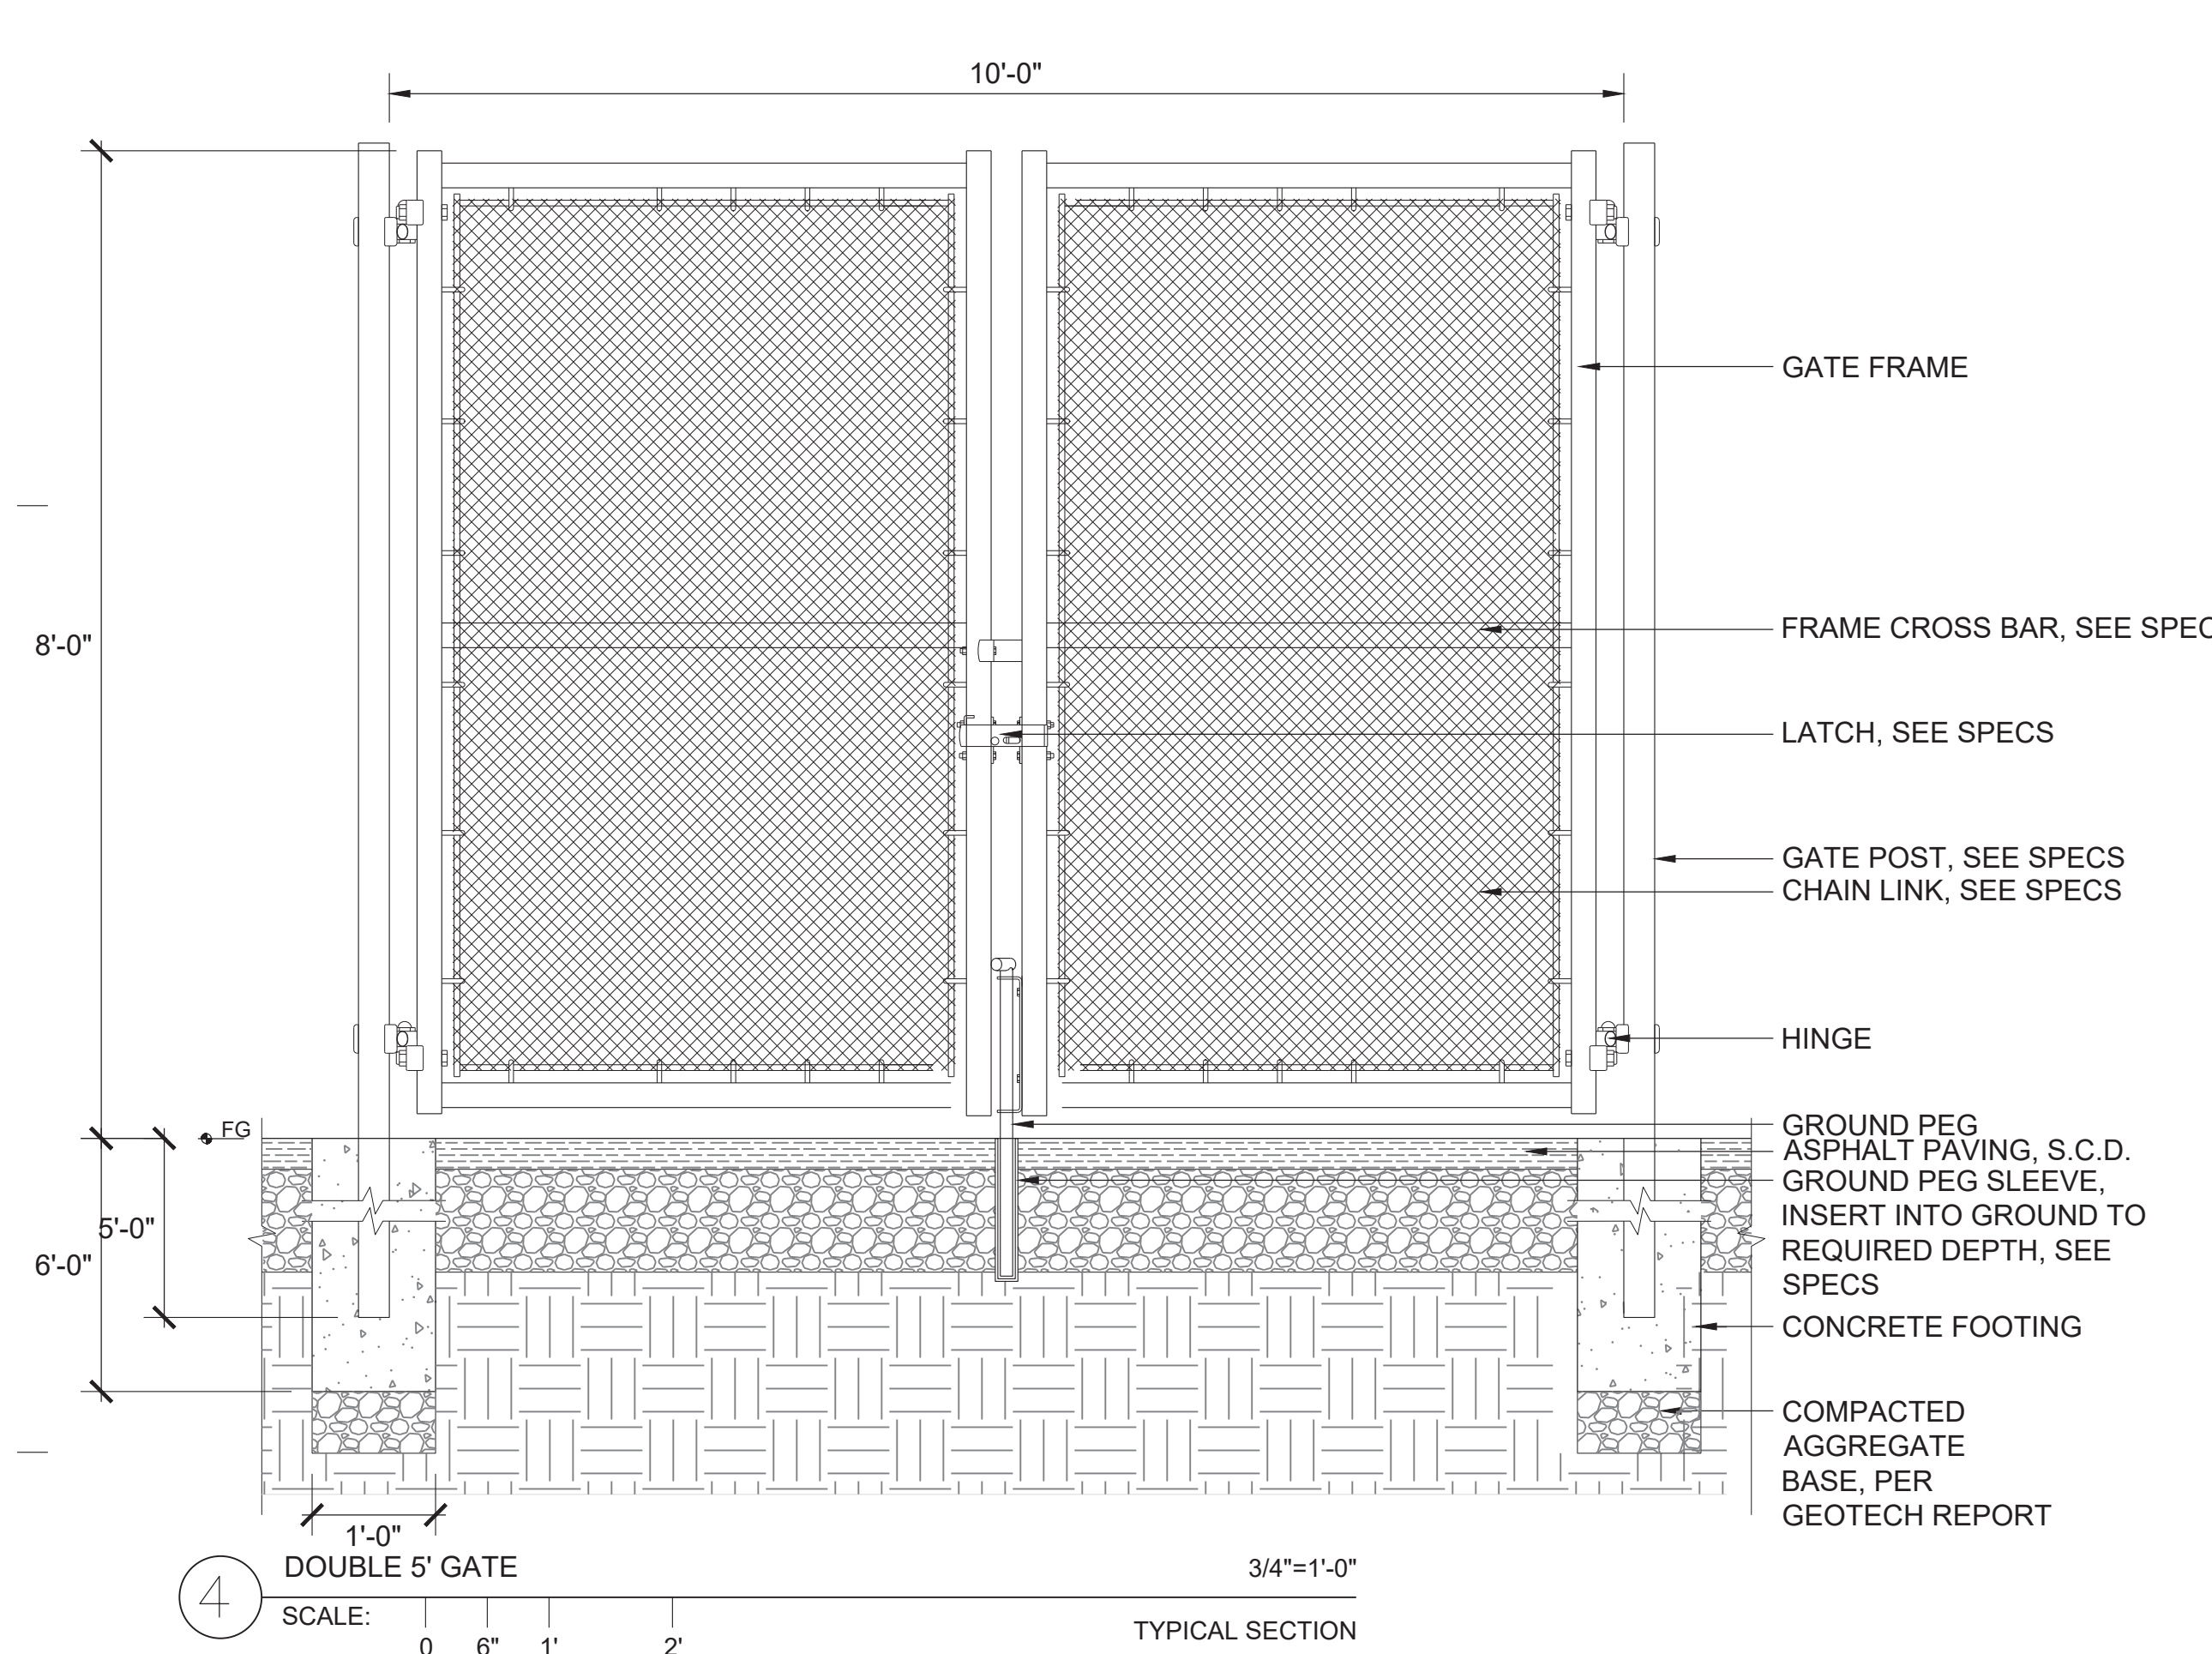 10'-0"
GATE FRAME
FRAME CROSS BAR, SEE SPEC
8'-0"
LATCH, SEE SPECS
GATE POST, SEE SPECS
CHAIN LINK, SEE SPECS
HINGE
FG
GROUND PEG
ASPHALT PAVING, S.C.D.
GROUND PEG SLEEVE,
INSERT INTO GROUND TO
REQUIRED DEPTH, SEE
SPECS
5'-0"
6'-0"
CONCRETE FOOTING
COMPACTED
AGGREGATE
BASE, PER
GEOTECH REPORT
1'-0"
4
DOUBLE 5' GATE
3/4"=1'-0"
SCALE:
0 6" 1' 2'
TYPICAL SECTION